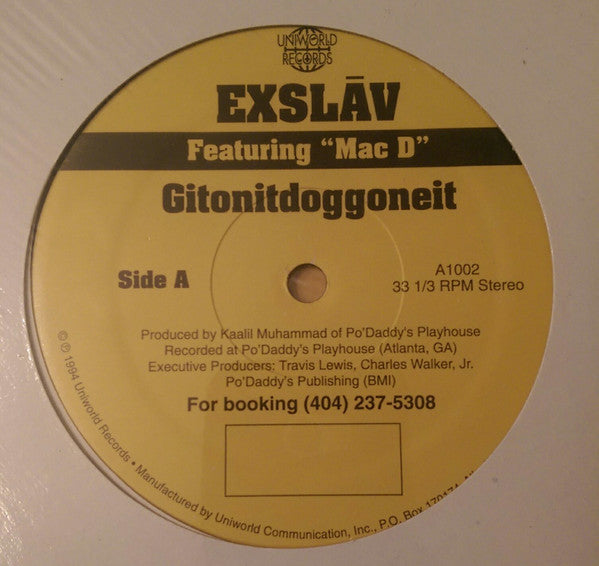 UNIWORLD
RECORDS
EXSLĀV
Featuring “Mac D”
Gitonitdoggoneit
Side A
A1002
33 1/3 RPM Stereo
Produced by Kaalil Muhammad of Po'Daddy's Playhouse
Recorded at Po'Daddy's Playhouse (Atlanta, GA)
Executive Producers: Travis Lewis, Charles Walker, Jr.
Po'Daddy's Publishing (BMI)
For booking (404) 237-5308
© ℗ 1994 Uniworld Records • Manufactured by Uniworld Communication, Inc., P.O. Box